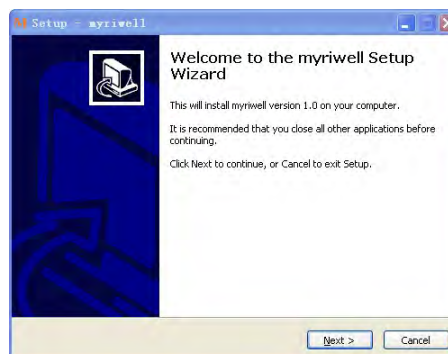 Setup - myriwell
Welcome to the myriwell Setup
Wizard
This will install myriwell version 1.0 on your computer.
It is recommended that you close all other applications before
continuing.
Click Next to continue, or Cancel to exit Setup.
Next >
Cancel